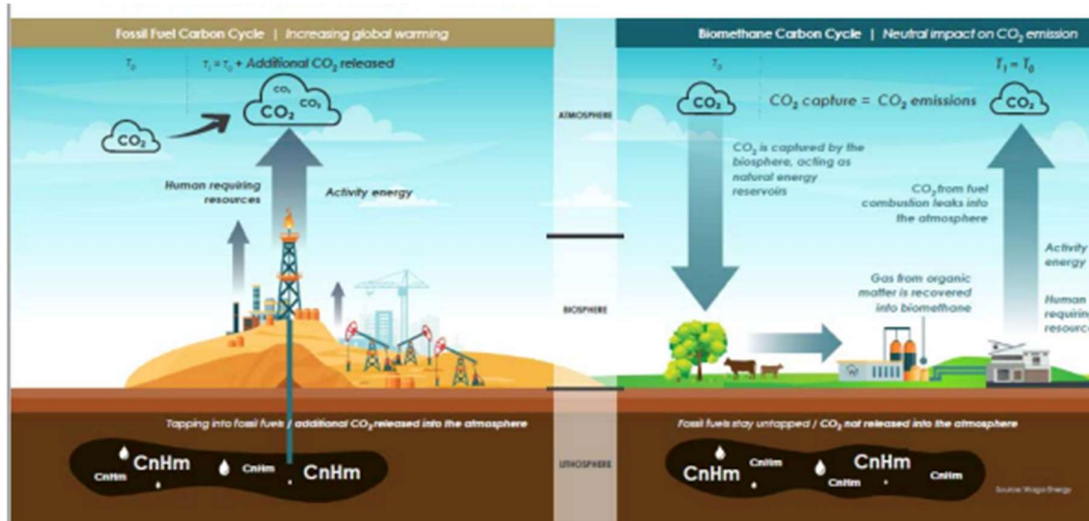 Fossil Fuel Carbon Cycle | Increasing global warming
T₀
T₁ = T₀ + Additional CO₂ released
CO₂
CO₂
CO₂
CO₂
Human requiring
resources
Activity energy
Tapping into fossil fuels / additional CO₂ released into the atmosphere
CnHm
CnHm
CnHm
CnHm
ATMOSPHERE
BIOSPHERE
LITHOSPHERE
Biomethane Carbon Cycle | Neutral impact on CO₂ emission
T₀
T₁ = T₀
CO₂
CO₂ capture = CO₂ emissions
CO₂
CO₂ is captured by the
biosphere, acting as
natural energy
reservoirs
CO₂ from fuel
combustion leaks into
the atmosphere
Activity
energy
Gas from organic
matter is recovered
into biomethane
Human
requiring
resource
Fossil fuels stay untapped / CO₂ not released into the atmosphere
CnHm
CnHm
CnHm
CnHm
CnHm
Source: Waga Energy